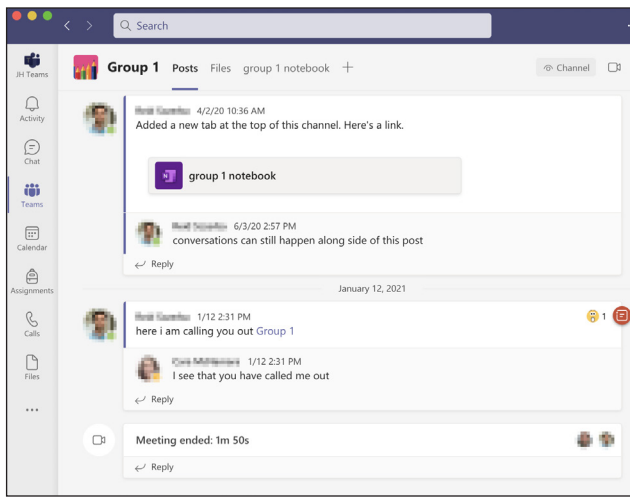 Search
JH Teams
Group 1 Posts Files group 1 notebook
Channel
Activity
Chat
Teams
Calendar
Assignments
Calls
Files
4/2/20 10:36 AM
Added a new tab at the top of this channel. Here's a link.
N group 1 notebook
6/3/20 2:57 PM
conversations can still happen along side of this post
Reply
January 12, 2021
1/12 2:31 PM
1
here i am calling you out Group 1
1/12 2:31 PM
I see that you have called me out
Reply
Meeting ended: 1m 50s
Reply